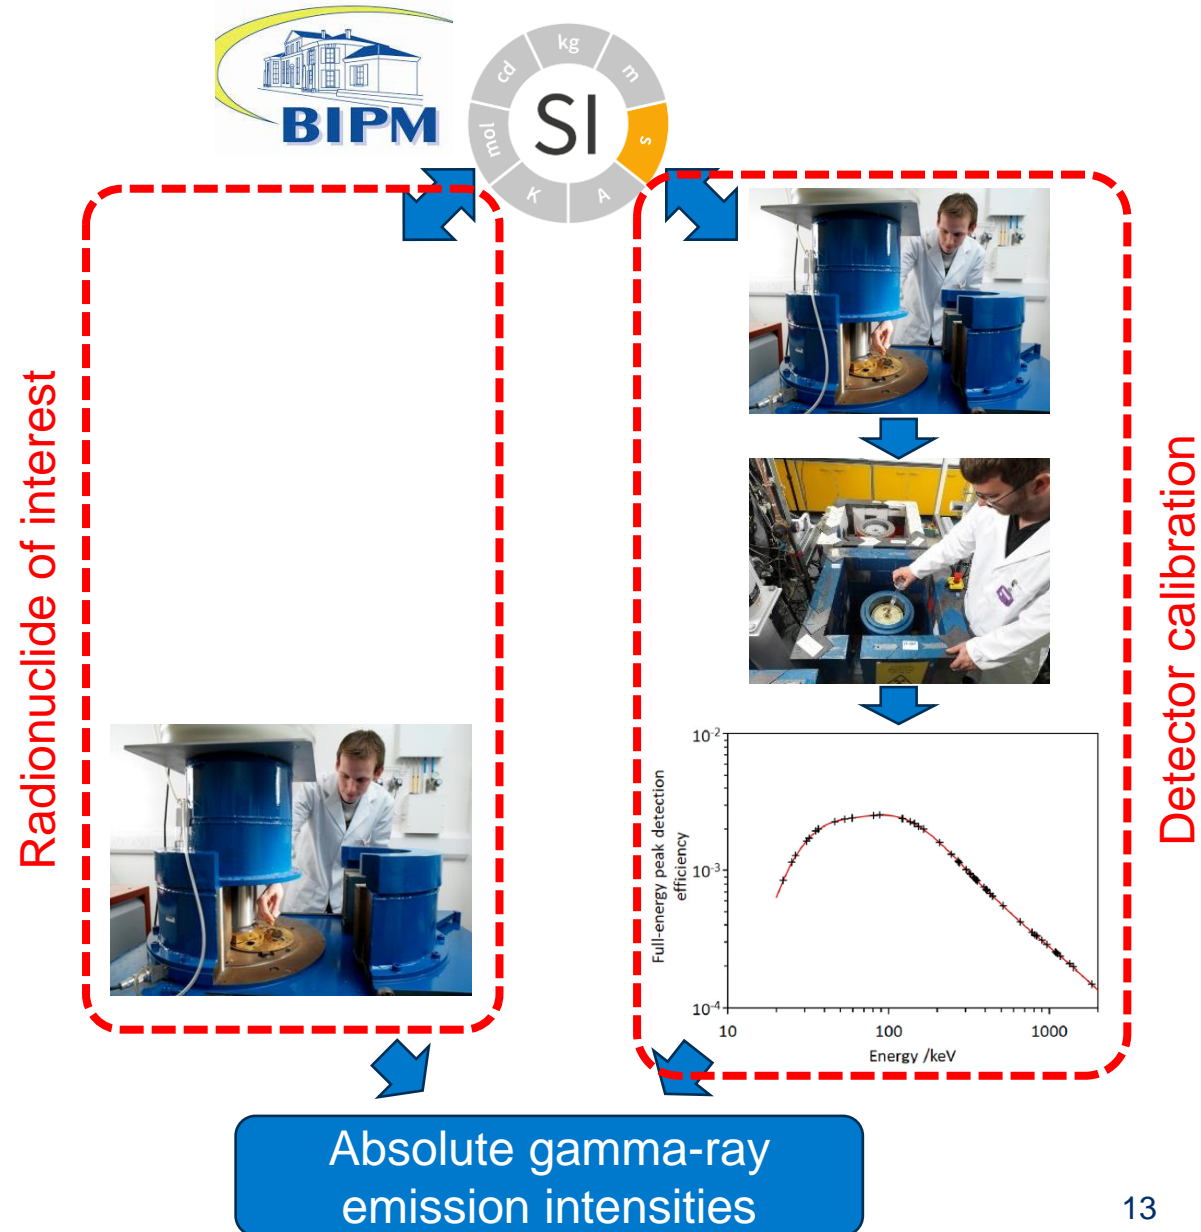 BIPM
kg
m
s
A
K
mol
cd
SI
Radionuclide of interest
Detector calibration
Full-energy peak detection
efficiency
10-2
10-3
10-4
10
100
1000
Energy /keV
Absolute gamma-ray
emission intensities
13